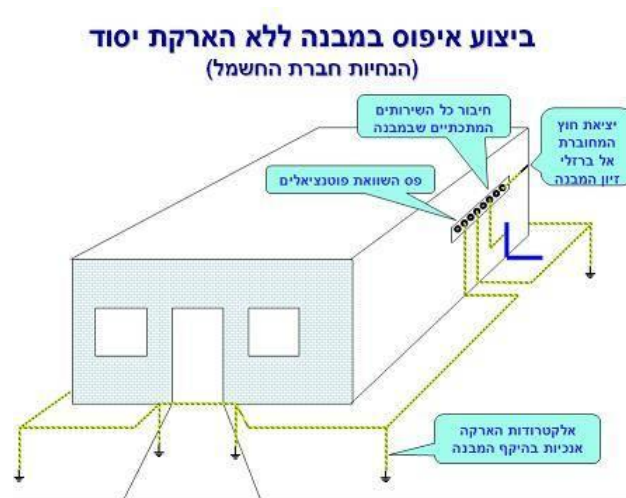 ביצוע איפוס במבנה ללא הארקת יסוד
(הנחיות חברת החשמל)
חיבור כל השירותים
המתכתיים שבמבנה
יציאת חוץ
המחוברת
אל ברזלי
זיון המבנה
פס השוואת פוטנציאלים
אלקטרודות הארקה
אנכיות בהיקף המבנה